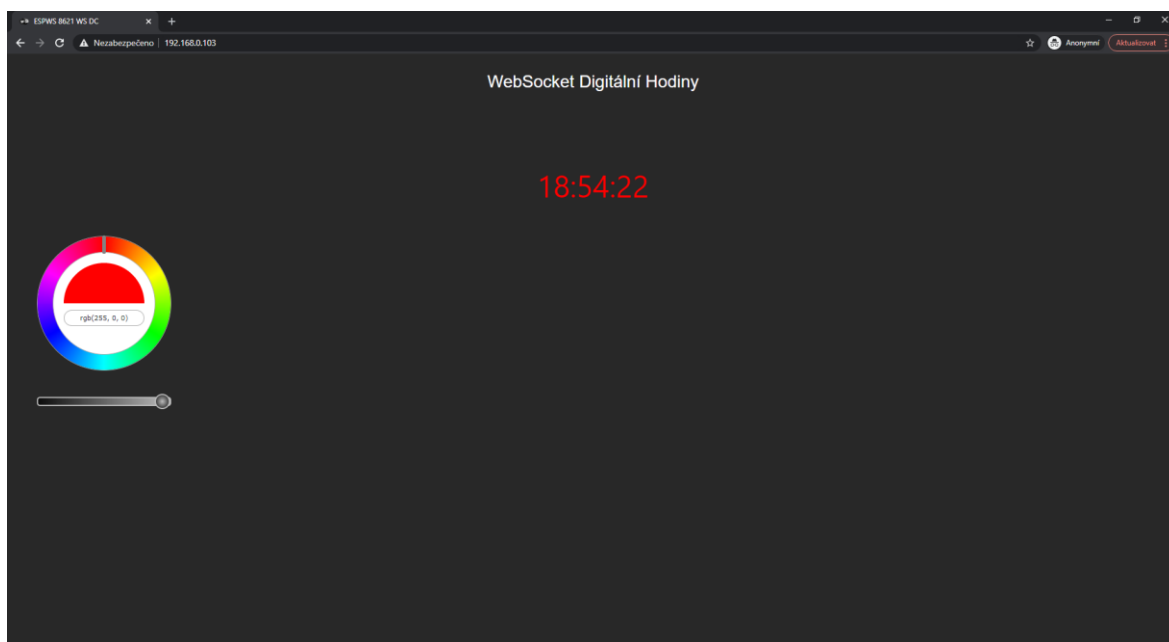 ESPWS 8621 WS DC
Nezabezpečeno 192.168.0.103
Anonymní
Aktualizovat
WebSocket Digitální Hodiny
18:54:22
rgb(255, 0, 0)